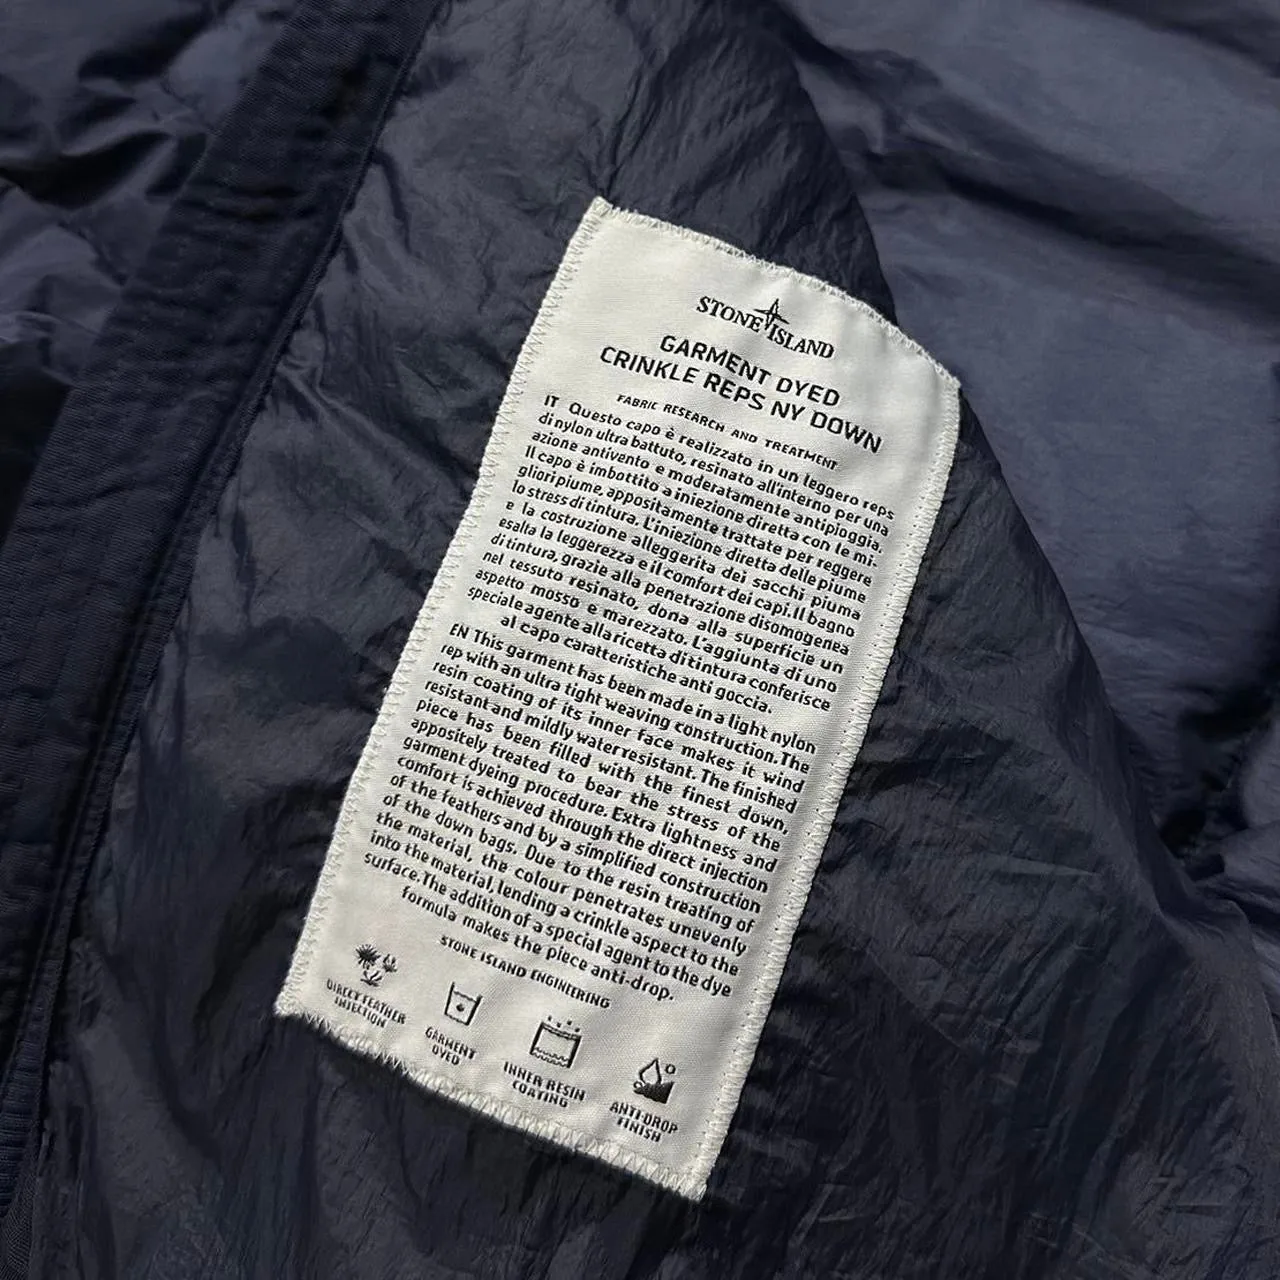 STONE ISLAND
GARMENT DYED
CRINKLE REPS NY DOWN
FABRIC RESEARCH AND TREATMENT
IT Questo capo è realizzato in un leggero reps
di nylon ultra battuto, resinato all'interno per una
azione antivento e moderatamente antipioggia.
Il capo è imbottito a iniezione diretta con le mi-
gliori piume, appositamente trattate per reggere
lo stress di tintura. L'iniezione diretta delle piume
e la costruzione alleggerita dei sacchi piuma
esalta la leggerezza e il comfort dei capi. Il bagno
di tintura, grazie alla penetrazione disomogenea
nel tessuto resinato, dona alla superficie un
aspetto mosso e marezzato. L'aggiunta di uno
speciale agente alla ricetta di tintura conferisce
al capo caratteristiche anti goccia.
EN This garment has been made in a light nylon
rep with an ultra tight weaving construction. The
resin coating of its inner face makes it wind
resistant and mildly water resistant. The finished
piece has been filled with the finest down,
appositely treated to bear the stress of the
garment dyeing procedure. Extra lightness and
comfort is achieved through the direct injection
of the feathers and by a simplified construction
of the down bags. Due to the resin treating of
the material, the colour penetrates unevenly
into the material, lending a crinkle aspect to the
surface. The addition of a special agent to the dye
formula makes the piece anti-drop.
STONE ISLAND ENGINEERING
DIRECT FEATHER
INJECTION
GARMENT
DYED
INNER RESIN
COATING
ANTI-DROP
FINISH